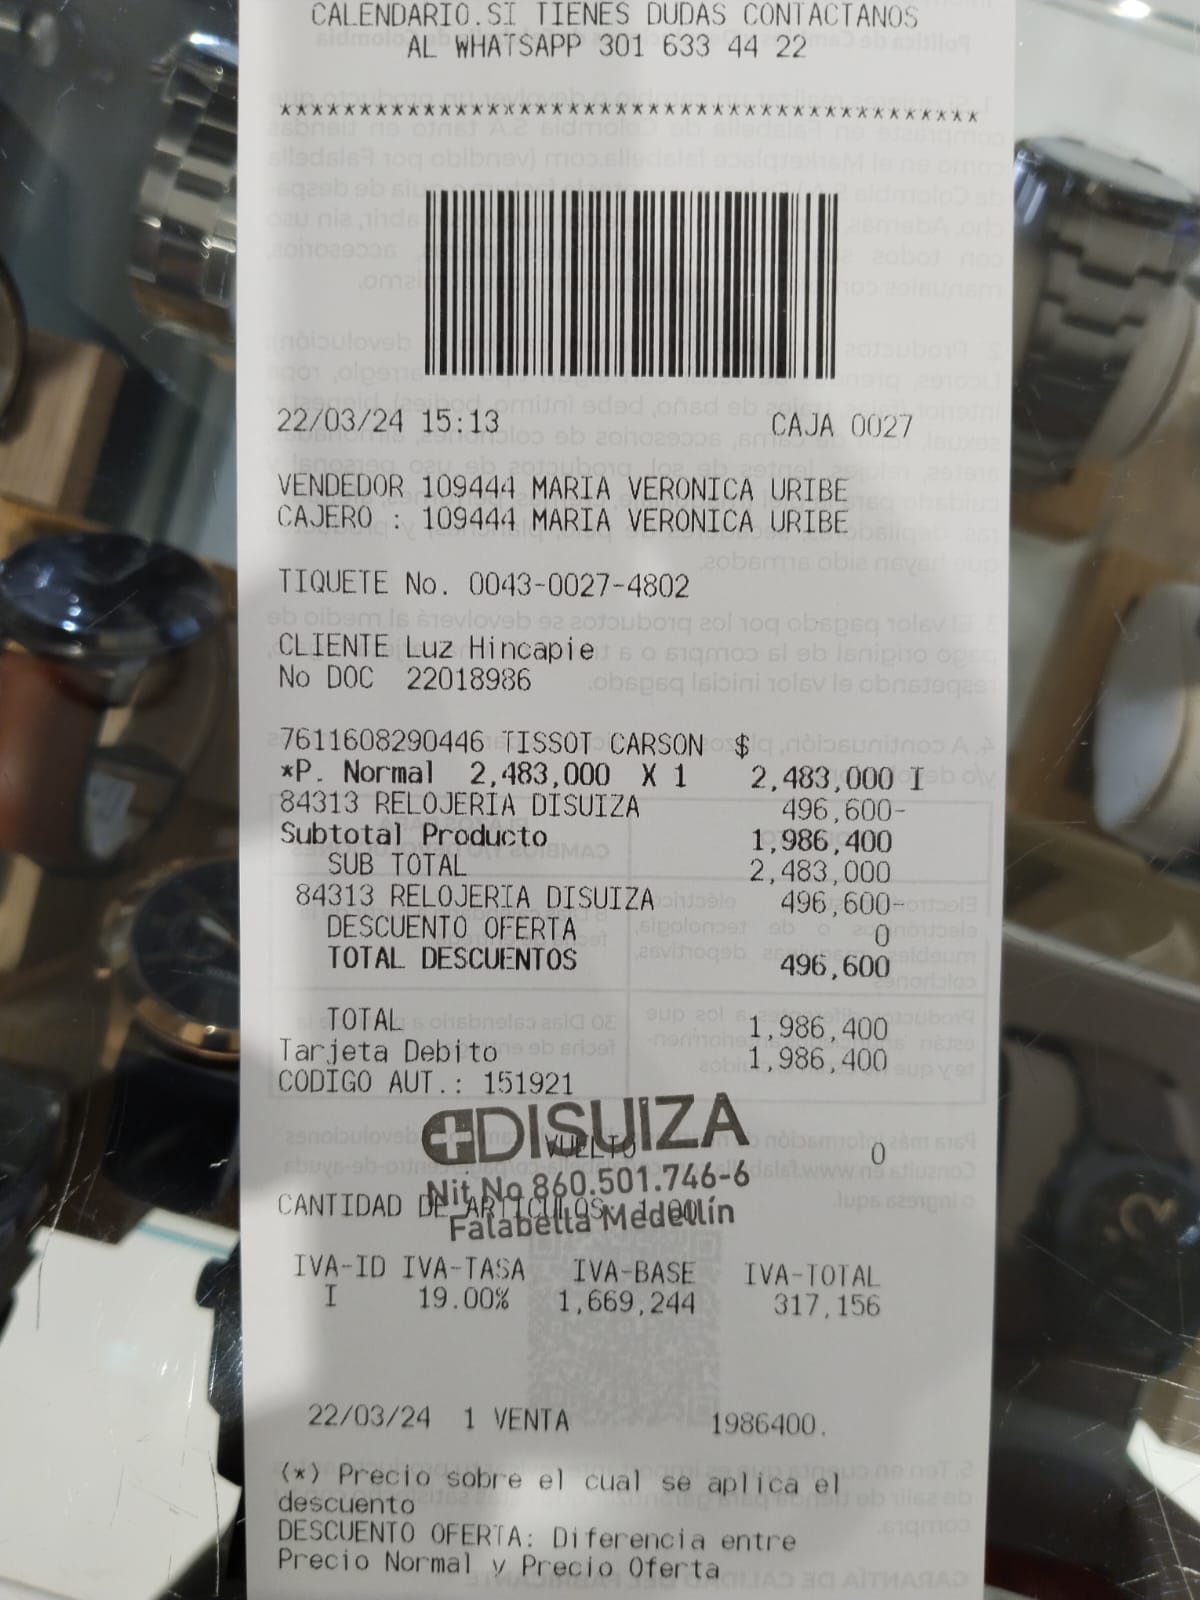 CALENDARIO.SI TIENES DUDAS CONTACTANOS
AL WHATSAPP 301 633 44 22
********************************************
22/03/24 15:13 CAJA 0027
VENDEDOR 109444 MARIA VERONICA URIBE
CAJERO : 109444 MARIA VERONICA URIBE
TIQUETE No. 0043-0027-4802
CLIENTE Luz Hincapie
No DOC 22018986
7611608290446 TISSOT CARSON $
*P. Normal 2,483,000 X 1 2,483,000 I
84313 RELOJERIA DISUIZA 496,600-
Subtotal Producto 1,986,400
SUB TOTAL 2,483,000
84313 RELOJERIA DISUIZA 496,600-
DESCUENTO OFERTA 0
TOTAL DESCUENTOS 496,600
TOTAL 1,986,400
Tarjeta Debito 1,986,400
CODIGO AUT.: 151921
DISUIZA
VUELTO 0
Nit.No 860.501.746-6
CANTIDAD DE ARTICULOS: 1.00
Falabella Medellín
IVA-ID IVA-TASA IVA-BASE IVA-TOTAL
I 19.00% 1,669,244 317,156
22/03/24 1 VENTA 1986400.
(*) Precio sobre el cual se aplica el
descuento
DESCUENTO OFERTA: Diferencia entre
Precio Normal y Precio Oferta